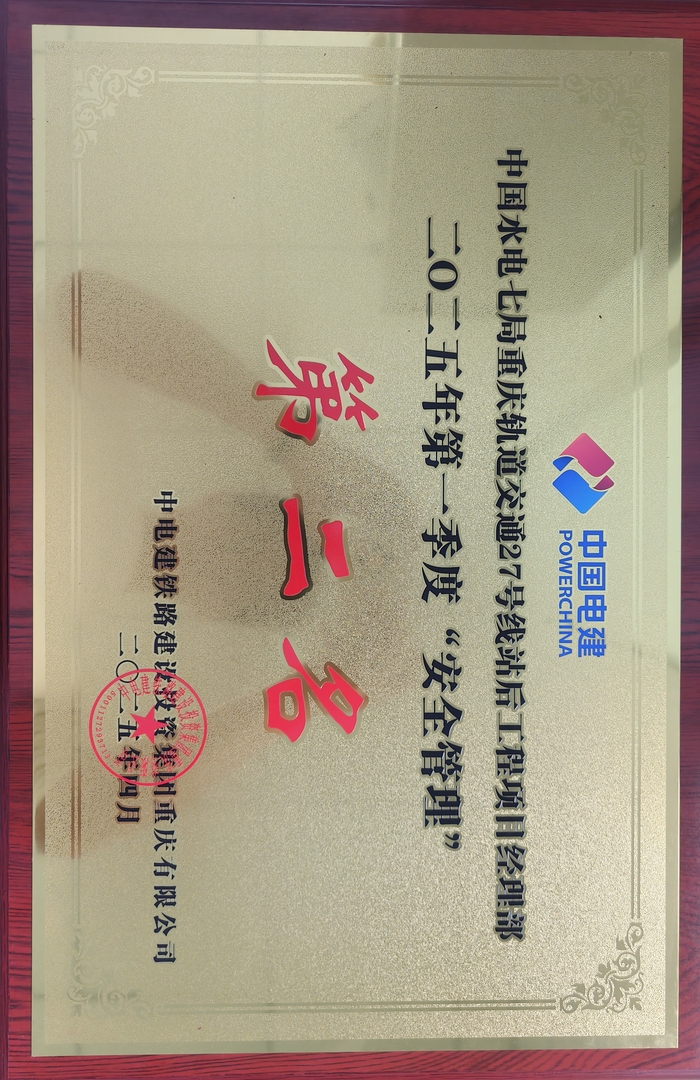 中国电建
POWERCHINA
中国水电七局重庆轨道交通27号线站后工程项目经理部
二〇二五年第一季度“安全管理”
第二名
中电建铁路建设投资集团重庆有限公司
二〇二五年四月